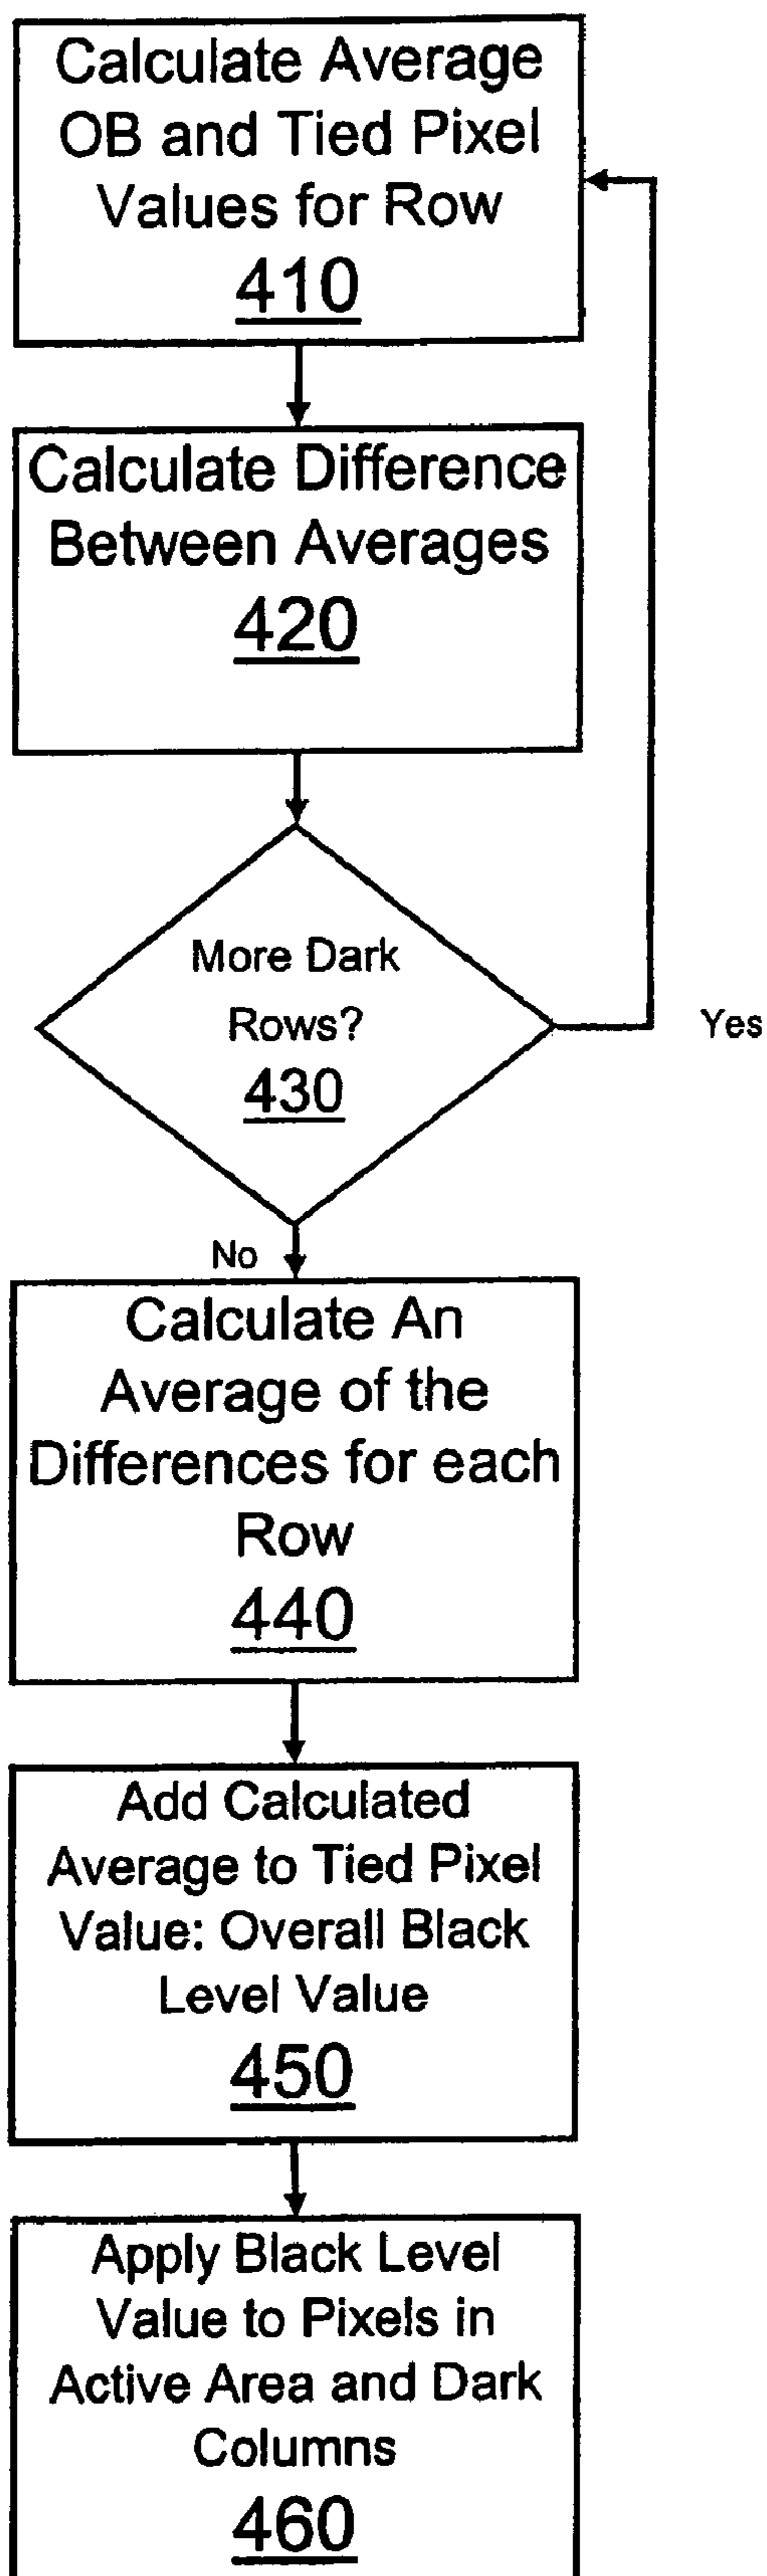 Calculate Average
OB and Tied Pixel
Values for Row
410
Calculate Difference
Between Averages
420
More Dark
Rows?
430
Yes
No
Calculate An
Average of the
Differences for each
Row
440
Add Calculated
Average to Tied Pixel
Value: Overall Black
Level Value
450
Apply Black Level
Value to Pixels in
Active Area and Dark
Columns
460